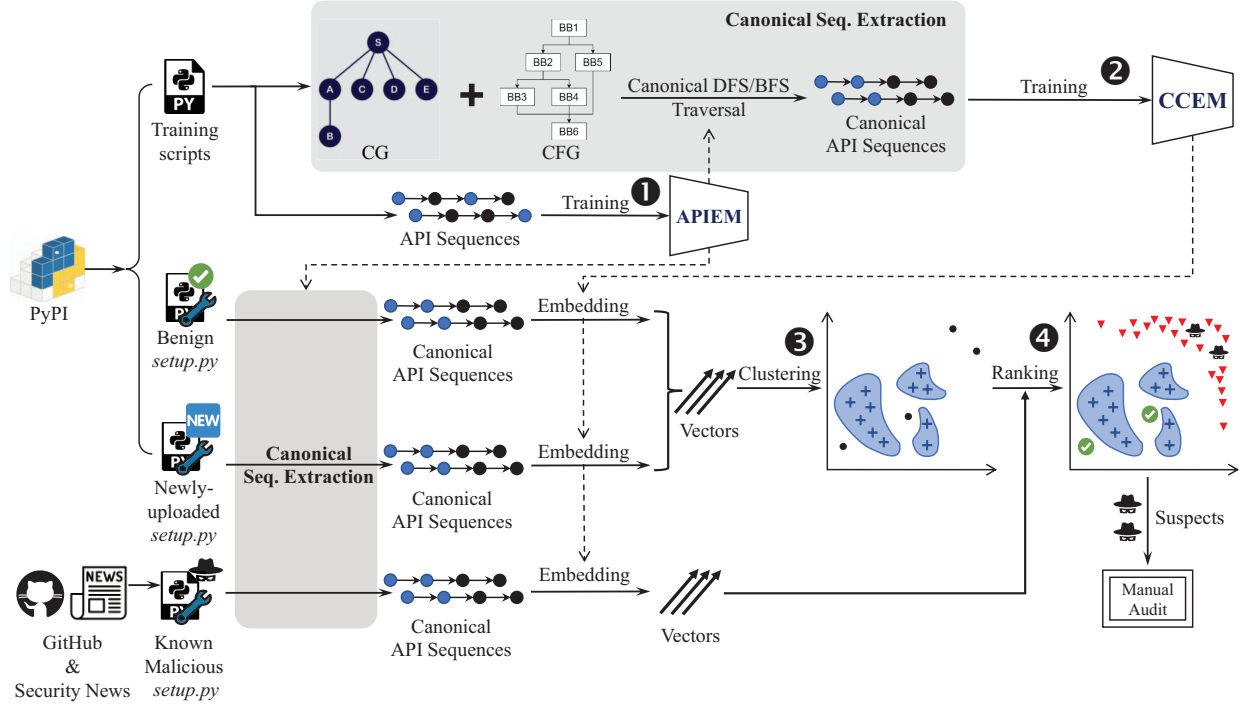 Canonical Seq. Extraction
S
A
C
D
E
B
CG
BB1
BB2
BB5
BB3
BB4
BB6
CFG
Canonical DFS/BFS
Traversal
Canonical
API Sequences
2
Training
CCEM
PY
Training
scripts
API Sequences
1
Training
APIEM
PyPI
PY
Benign
setup.py
Canonical
API Sequences
Embedding
NEW
PY
Newly-
uploaded
setup.py
Canonical
Seq. Extraction
Canonical
API Sequences
Embedding
Vectors
3
Clustering
4
Ranking
Suspects
Manual
Audit
NEWS
GitHub
&
Security News
PY
Known
Malicious
setup.py
Canonical
API Sequences
Embedding
Vectors